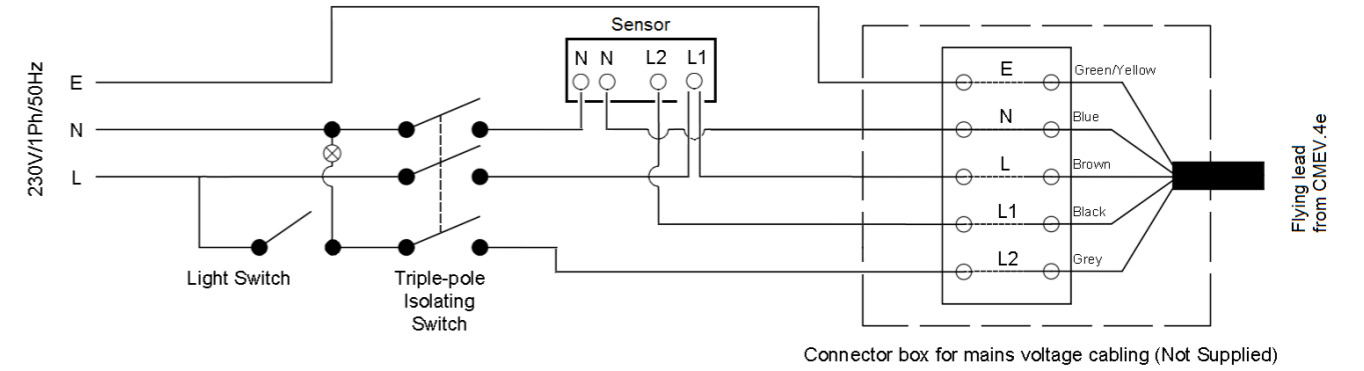 230V/1Ph/50Hz
E
N
L
Sensor
N N L2 L1
Light Switch
Triple-pole
Isolating
Switch
E Green/Yellow
N Blue
L Brown
L1 Black
L2 Grey
Flying lead
from CMEV.4e
Connector box for mains voltage cabling (Not Supplied)